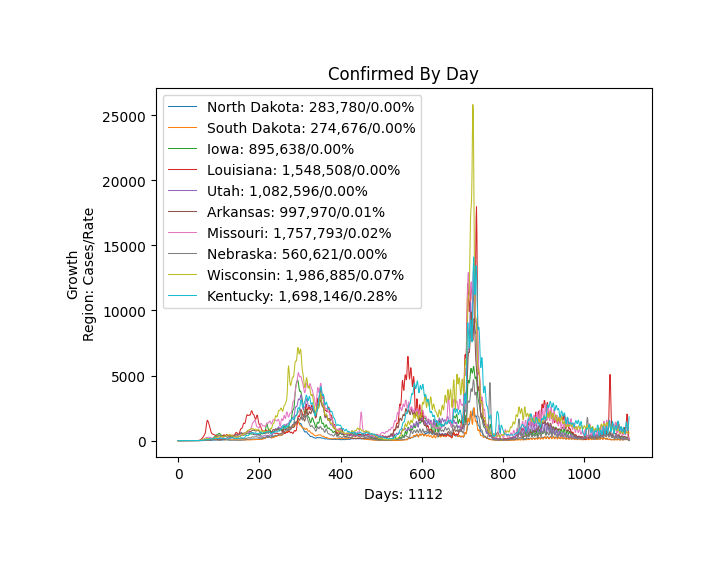 Confirmed By Day
North Dakota: 283,780/0.00%
South Dakota: 274,676/0.00%
Iowa: 895,638/0.00%
Louisiana: 1,548,508/0.00%
Utah: 1,082,596/0.00%
Arkansas: 997,970/0.01%
Missouri: 1,757,793/0.02%
Nebraska: 560,621/0.00%
Wisconsin: 1,986,885/0.07%
Kentucky: 1,698,146/0.28%
25000
20000
15000
10000
5000
0
Growth
Region: Cases/Rate
0 200 400 600 800 1000
Days: 1112